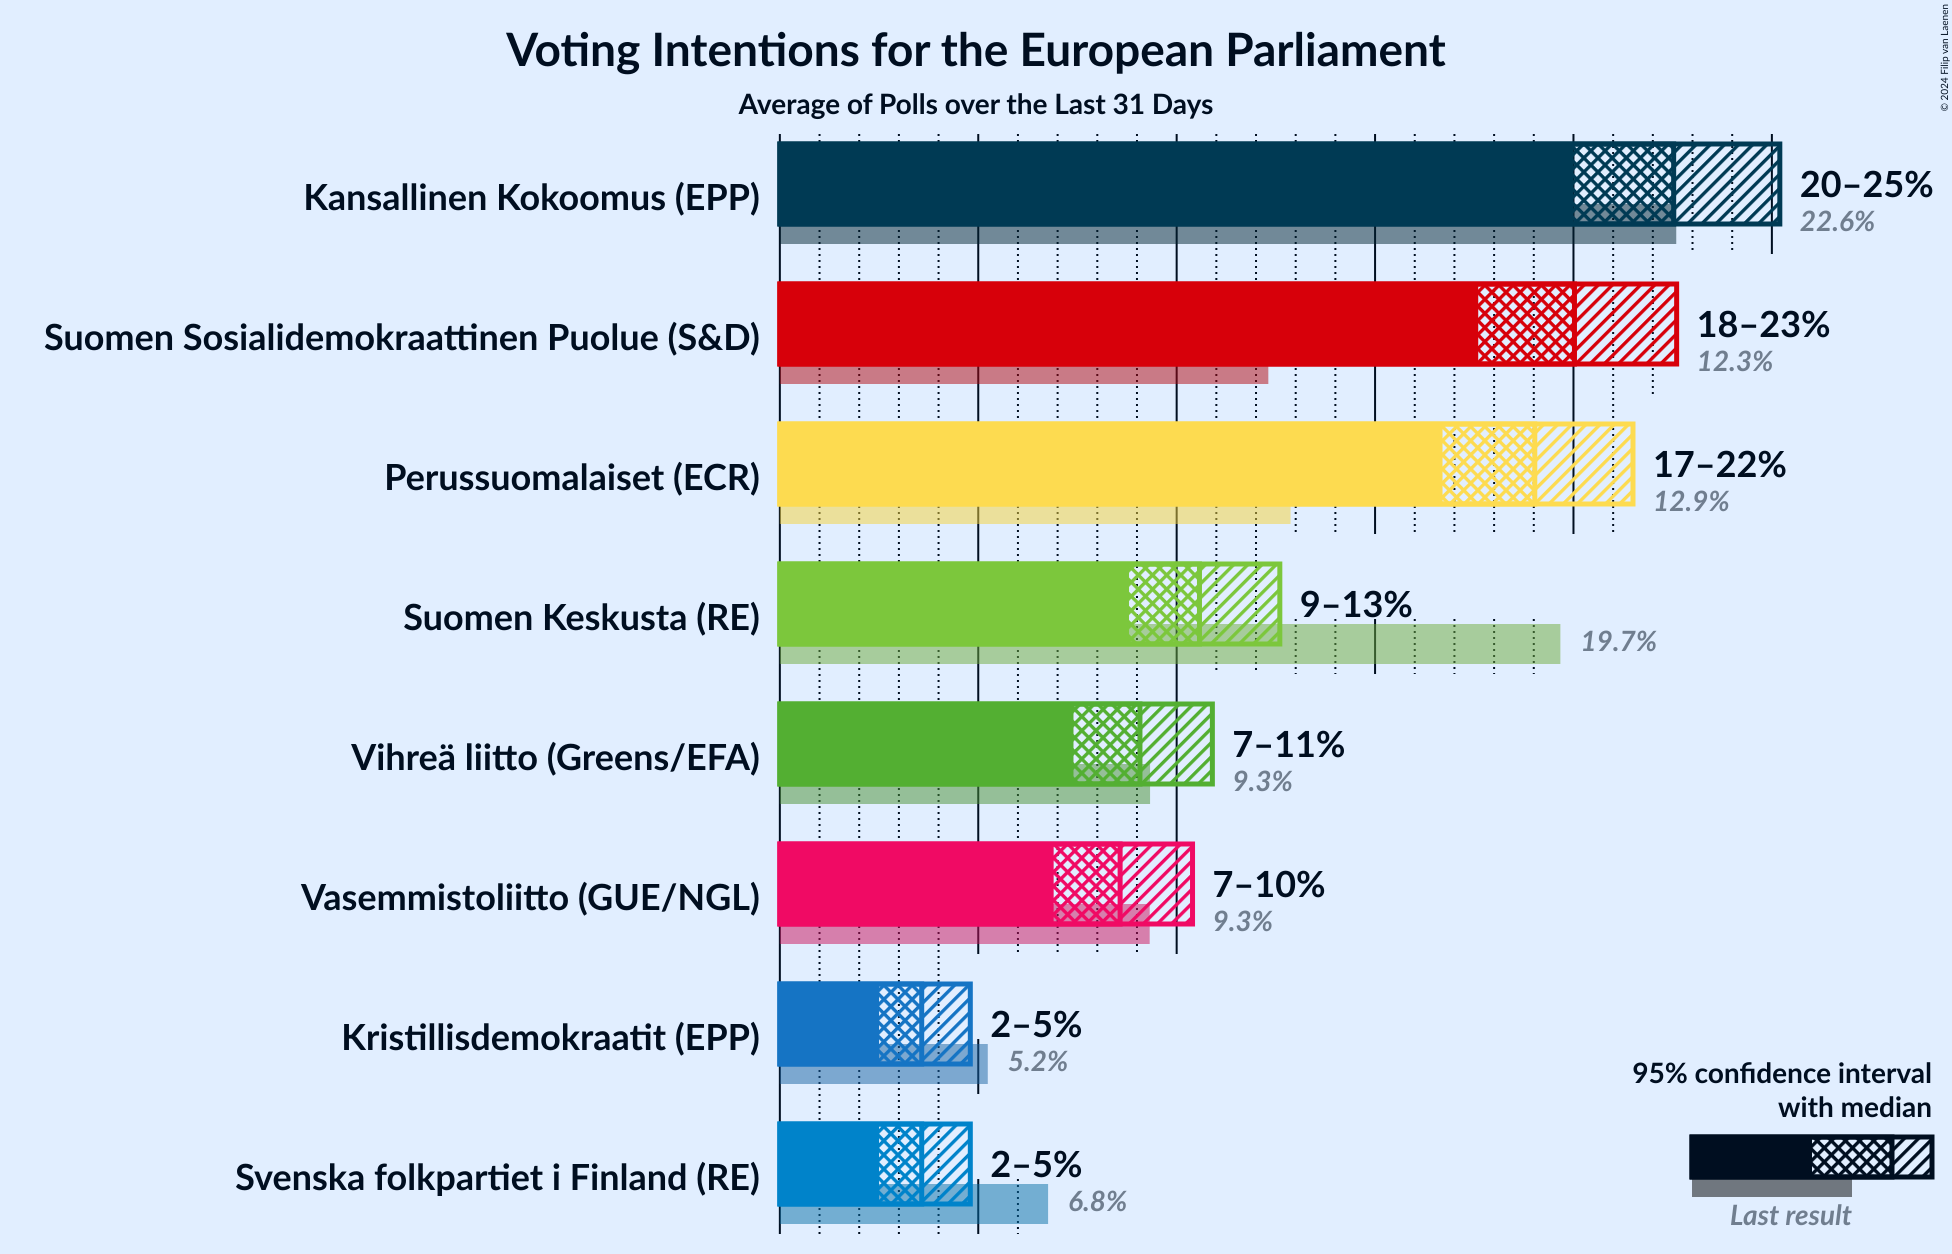 Voting Intentions for the European Parliament
Average of Polls over the Last 31 Days
© 2024 Filip van Laenen
Kansallinen Kokoomus (EPP)
20–25%
22.6%
Suomen Sosialidemokraattinen Puolue (S&D)
18–23%
12.3%
Perussuomalaiset (ECR)
17–22%
12.9%
Suomen Keskusta (RE)
9–13%
19.7%
Vihreä liitto (Greens/EFA)
7–11%
9.3%
Vasemmistoliitto (GUE/NGL)
7–10%
9.3%
Kristillisdemokraatit (EPP)
2–5%
5.2%
Svenska folkpartiet i Finland (RE)
2–5%
6.8%
95% confidence interval
with median
Last result